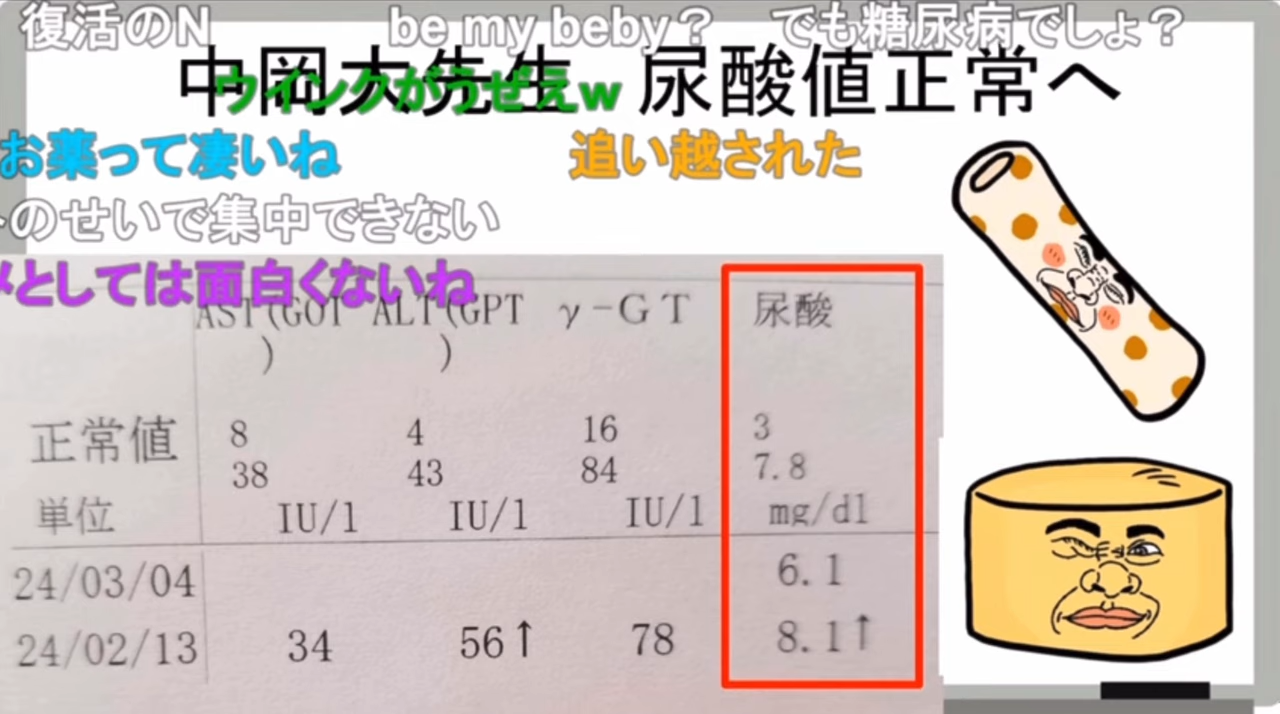 復活のN
be my beby？
でも糖尿病でしょ？
中岡大先生 尿酸値正常へ
ウインクがうぜえw
お薬って凄いね
追い越された
のせいで集中できない
としては面白くないね
AST(GOT ALT(GPT γ-GT 尿酸
) )
正常値 8 4 16 3
38 43 84 7.8
単位 IU/l IU/l IU/l mg/dl
24/03/04 6.1
24/02/13 34 56↑ 78 8.1↑